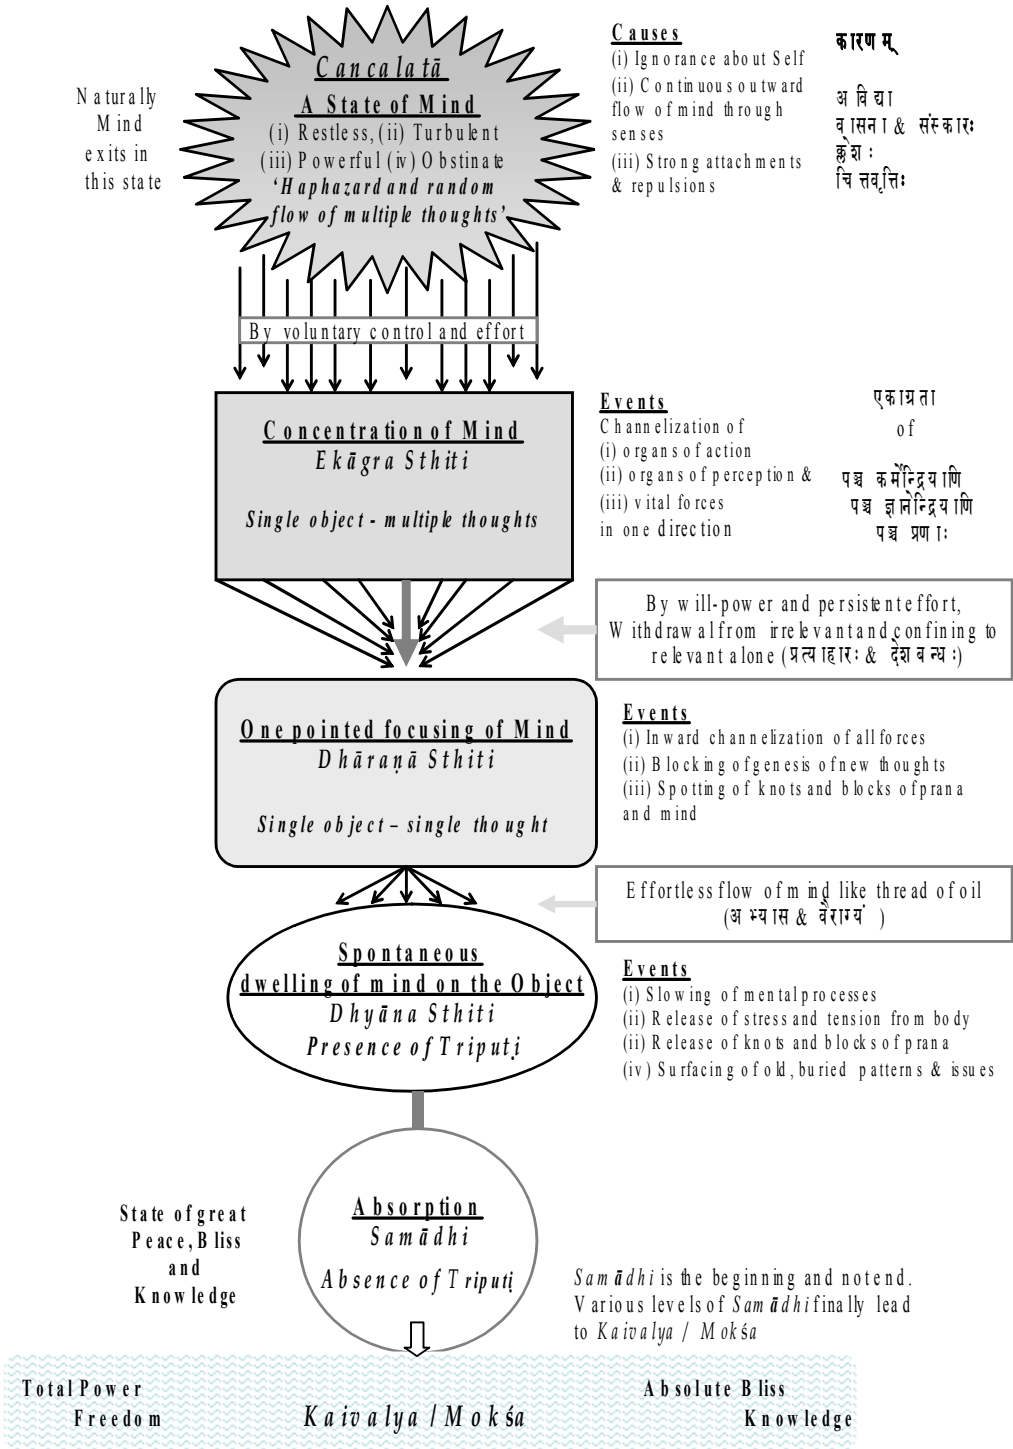 Cancalatā
A State of Mind
(i) Restless, (ii) Turbulent
(iii) Powerful (iv) Obstinate
‘Haphazard and random
flow of multiple thoughts’
Naturally
Mind
exits in
this state
Causes
(i) Ignorance about Self
(ii) Continuous outward
flow of mind through
senses
(iii) Strong attachments
& repulsions
कारणम्
अविद्या
वासना & संस्कारः
क्लेशः
चित्तवृत्तिः
By voluntary control and effort
Concentration of Mind
Ekāgra Sthiti
Single object - multiple thoughts
Events
Channelization of
(i) organs of action
(ii) organs of perception &
(iii) vital forces
in one direction
एकाग्रता
of
पञ्च कर्मेन्द्रियाणि
पञ्च ज्ञानेन्द्रियाणि
पञ्च प्रणाः
By will-power and persistent effort,
Withdrawal from irrelevant and confining to
relevant alone (प्रत्याहारः & देशबन्धः)
One pointed focusing of Mind
Dhāraṇā Sthiti
Single object – single thought
Events
(i) Inward channelization of all forces
(ii) Blocking of genesis of new thoughts
(iii) Spotting of knots and blocks of prana
and mind
Effortless flow of mind like thread of oil
(अभ्यास & वैराग्यं )
Spontaneous
dwelling of mind on the Object
Dhyāna Sthiti
Presence of Triputị
Events
(i) Slowing of mental processes
(ii) Release of stress and tension from body
(ii) Release of knots and blocks of prana
(iv) Surfacing of old, buried patterns & issues
Absorption
Samādhi
Absence of Triputị
State of great
Peace, Bliss
and
Knowledge
Samādhi is the beginning and not end.
Various levels of Samādhi finally lead
to Kaivalya / Mokśa
Total Power
Freedom
Kaivalya / Mokśa
Absolute Bliss
Knowledge